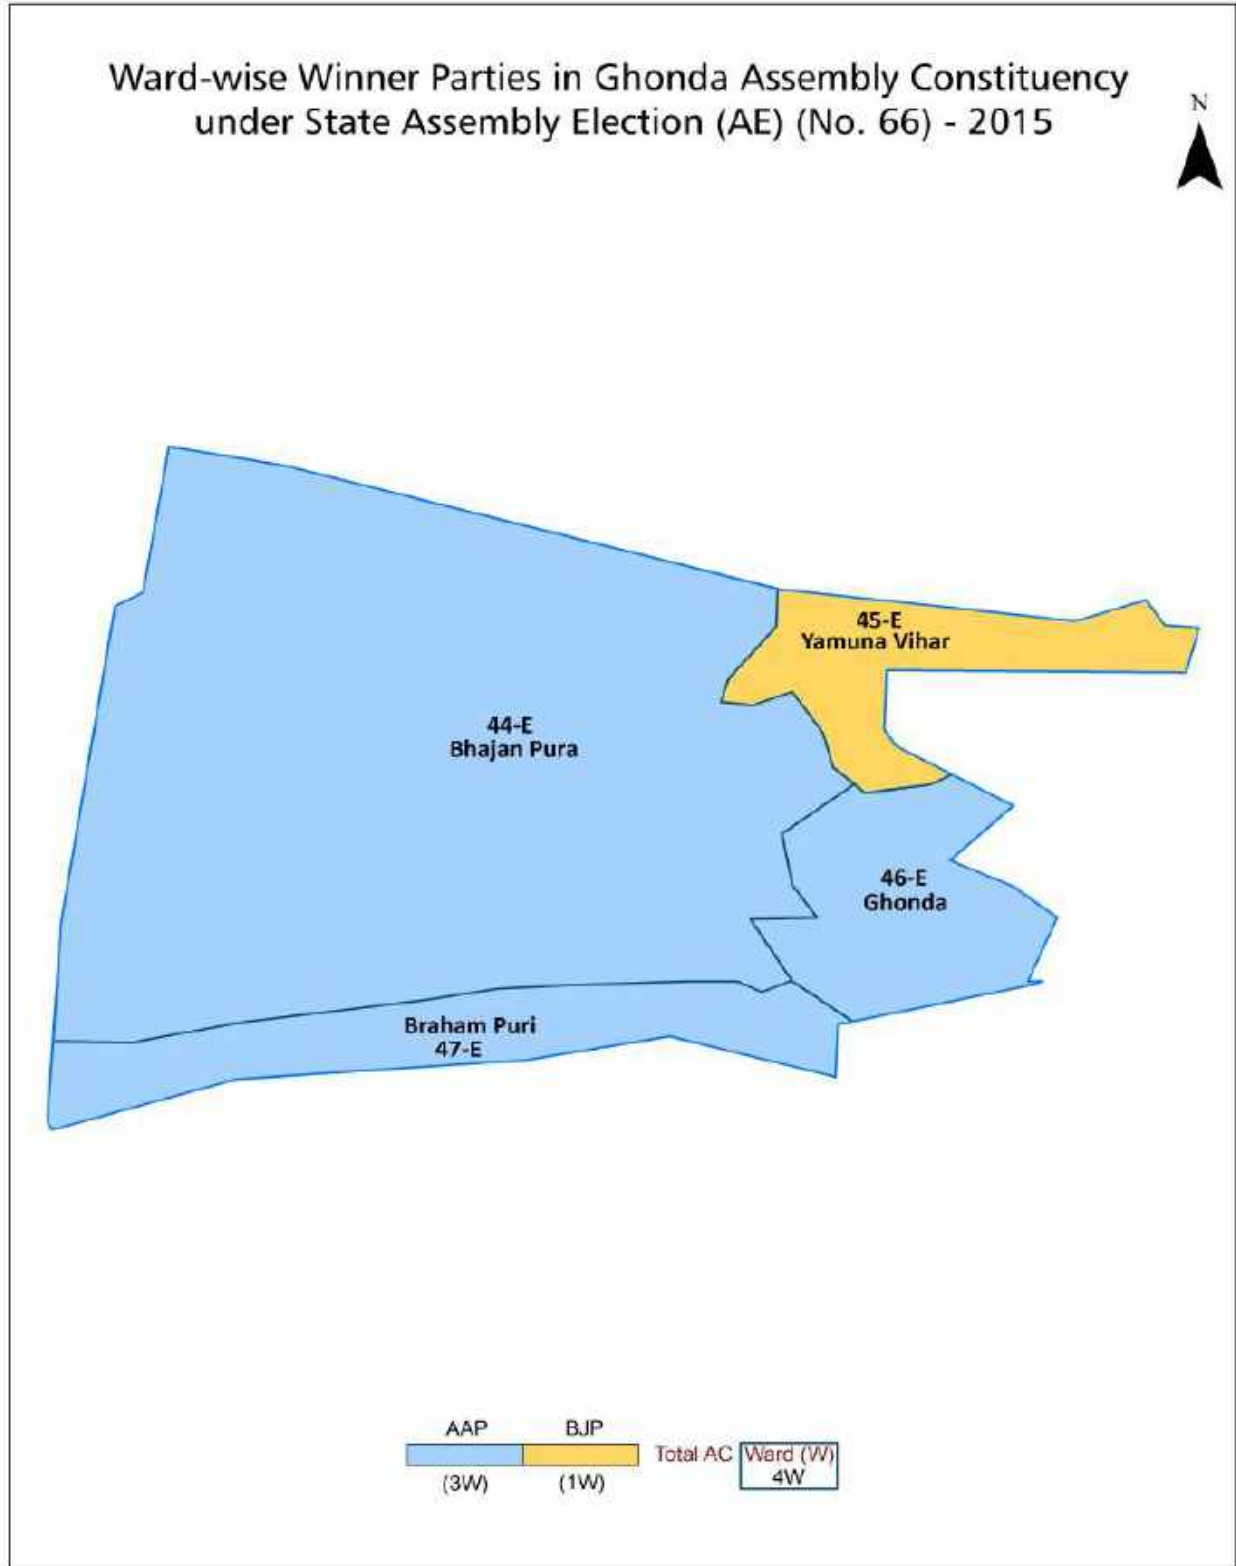 Ward-wise Winner Parties in Ghonda Assembly Constituency
under State Assembly Election (AE) (No. 66) - 2015
N
45-E
Yamuna Vihar
44-E
Bhajan Pura
46-E
Ghonda
Braham Puri
47-E
AAP BJP
Total AC Ward (W)
4W
(3W) (1W)